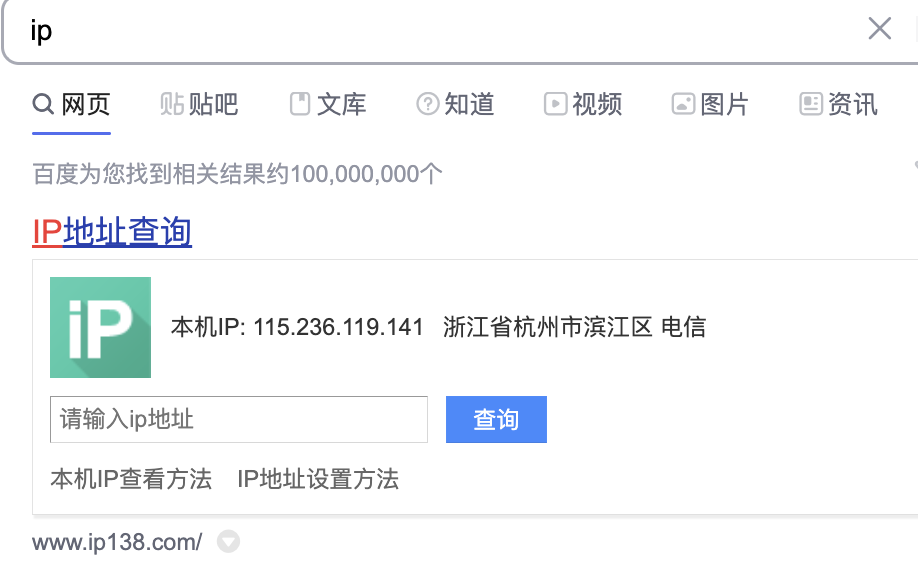 ip
网页 贴吧 文库 知道 视频 图片 资讯
百度为您找到相关结果约100,000,000个
IP地址查询
iP 本机IP: 115.236.119.141 浙江省杭州市滨江区 电信
请输入ip地址 查询
本机IP查看方法 IP地址设置方法
www.ip138.com/